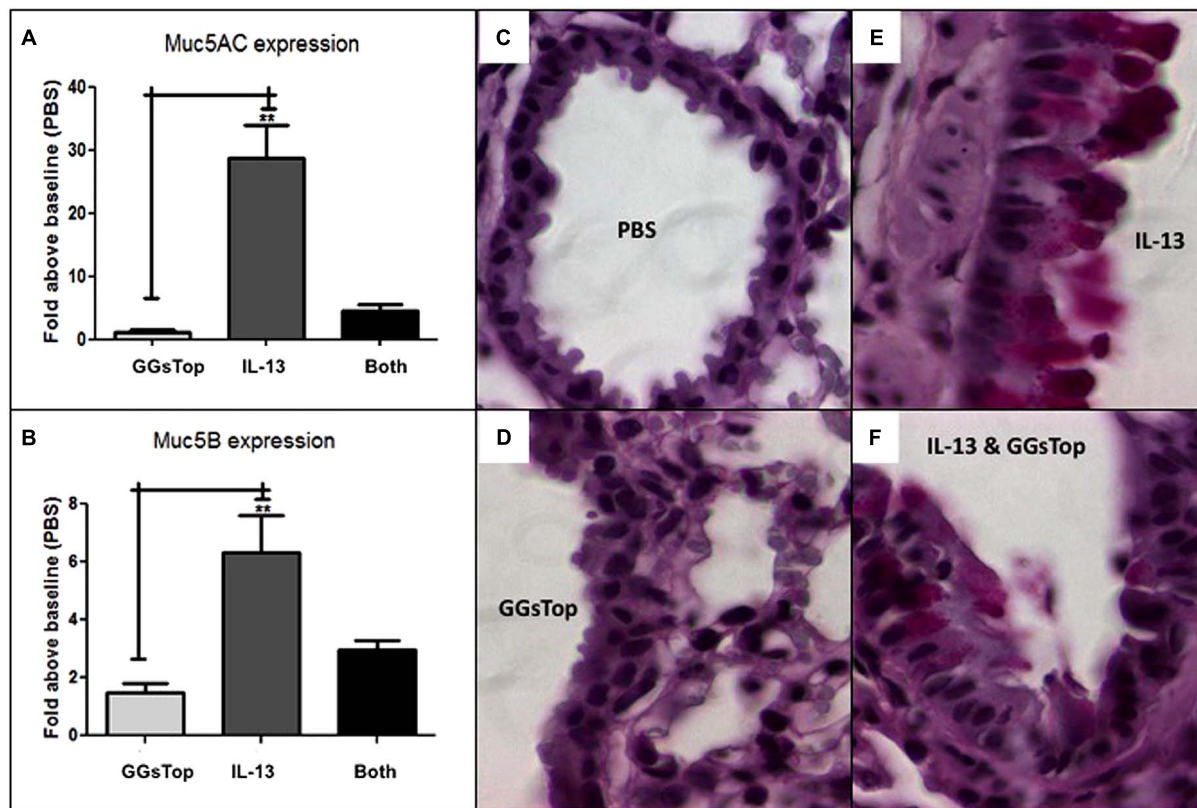 A
Muc5AC expression
Fold above baseline (PBS)
40
30
20
10
0
**
GGsTop IL-13 Both
B
Muc5B expression
Fold above baseline (PBS)
8
6
4
2
0
**
GGsTop IL-13 Both
C
PBS
D
GGsTop
E
IL-13
F
IL-13 & GGsTop